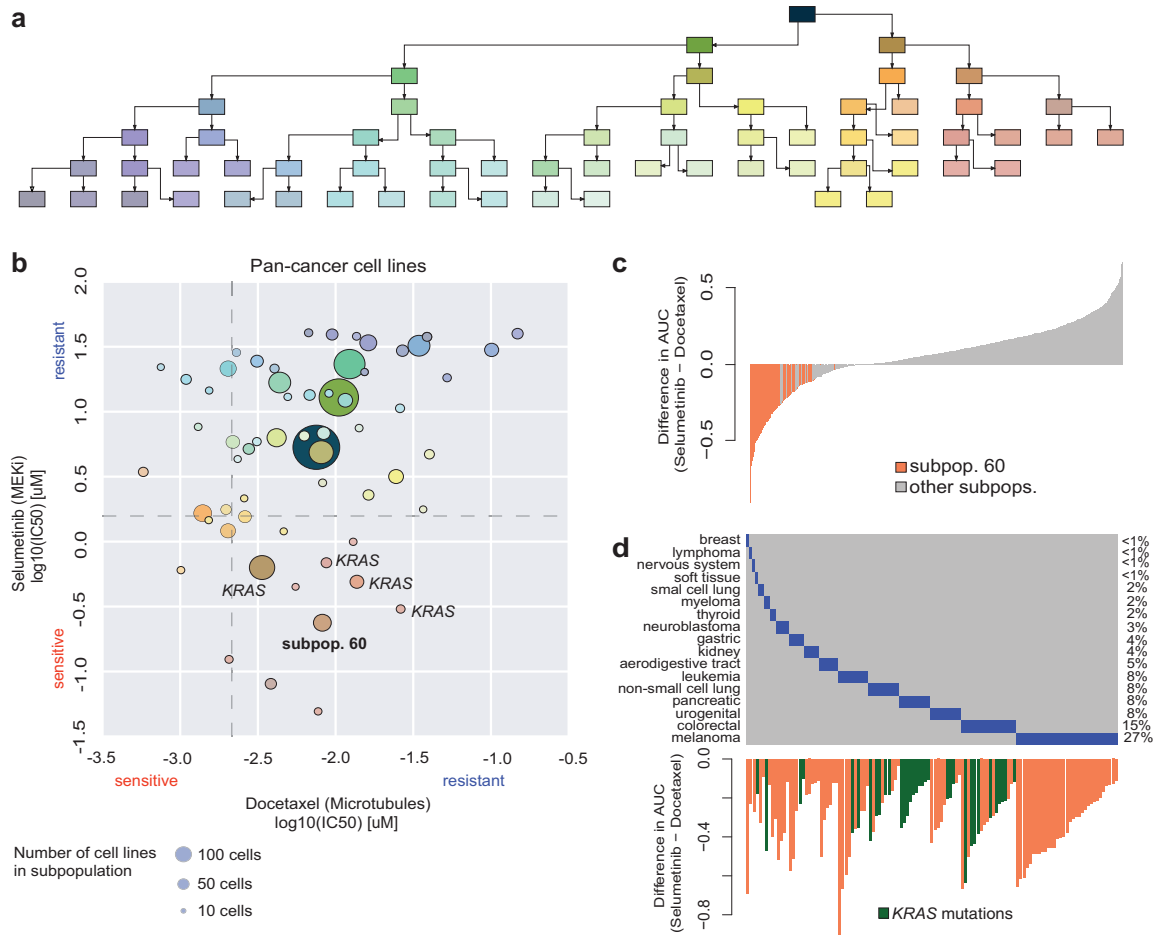 a
b
Pan-cancer cell lines
Selumetinib (MEKi)
log10(IC50) [uM]
resistant
sensitive
2.0
1.5
1.0
0.5
0.0
-0.5
-1.0
-1.5
KRAS
KRAS
KRAS
KRAS
subpop. 60
-3.5 -3.0 -2.5 -2.0 -1.5 -1.0 -0.5
sensitive resistant
Docetaxel (Microtubules)
log10(IC50) [uM]
Number of cell lines
in subpopulation
100 cells
50 cells
10 cells
c
Difference in AUC
(Selumetinib − Docetaxel)
0.5
0.0
−0.5
subpop. 60
other subpops.
d
breast <1%
lymphoma <1%
nervous system <1%
soft tissue <1%
smal cell lung 2%
myeloma 2%
thyroid 2%
neuroblastoma 3%
gastric 4%
kidney 4%
aerodigestive tract 5%
leukemia 8%
non-small cell lung 8%
pancreatic 8%
urogenital 8%
colorectal 15%
melanoma 27%
Difference in AUC
(Selumetinib − Docetaxel)
0.0
−0.4
−0.8
KRAS mutations